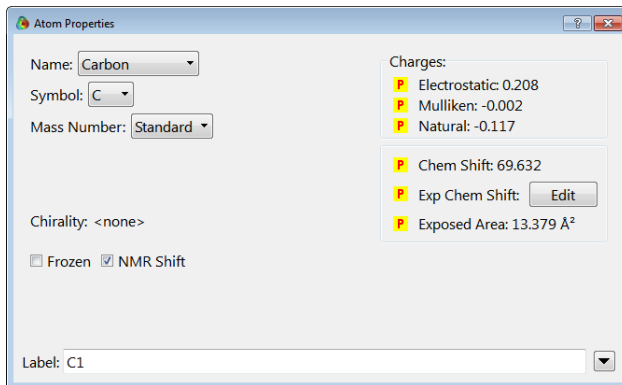 Atom Properties
Name: Carbon
Symbol: C
Mass Number: Standard
Chirality: <none>
Frozen NMR Shift
Charges:
P Electrostatic: 0.208
P Mulliken: -0.002
P Natural: -0.117
P Chem Shift: 69.632
P Exp Chem Shift: Edit
P Exposed Area: 13.379 Å²
Label: C1